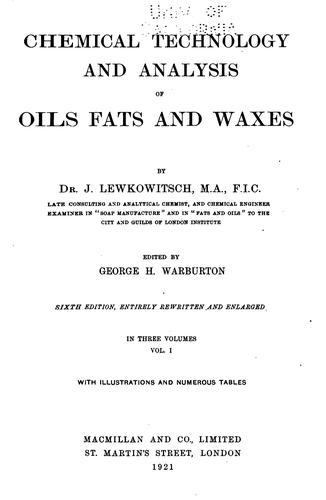 UNIV. OF
CALIFORNIA
CHEMICAL TECHNOLOGY
AND ANALYSIS
OF
OILS FATS AND WAXES
BY
DR. J. LEWKOWITSCH, M.A., F.I.C.
LATE CONSULTING AND ANALYTICAL CHEMIST, AND CHEMICAL ENGINEER
EXAMINER IN "SOAP MANUFACTURE" AND IN "FATS AND OILS" TO THE
CITY AND GUILDS OF LONDON INSTITUTE
EDITED BY
GEORGE H. WARBURTON
SIXTH EDITION, ENTIRELY REWRITTEN AND ENLARGED
IN THREE VOLUMES
VOL. I
WITH ILLUSTRATIONS AND NUMEROUS TABLES
MACMILLAN AND CO., LIMITED
ST. MARTIN'S STREET, LONDON
1921